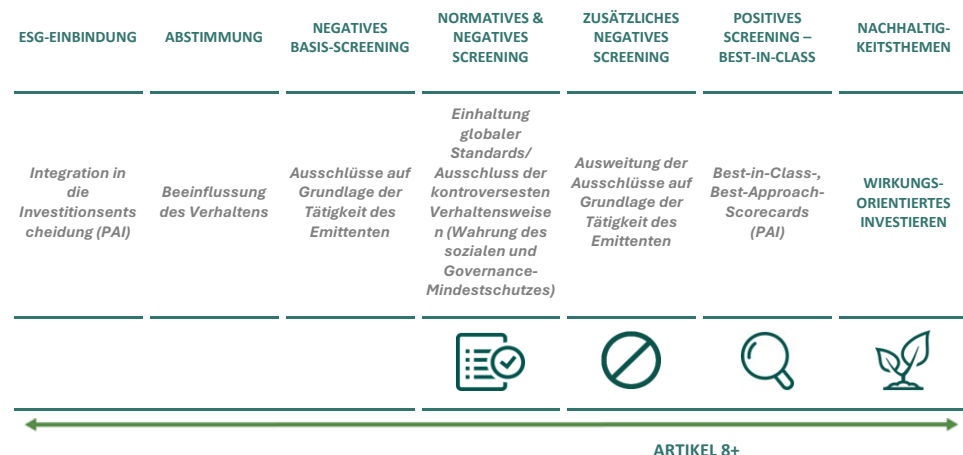 ESG-EINBINDUNG
ABSTIMMUNG
NEGATIVES
BASIS-SCREENING
NORMATIVES &
NEGATIVES
SCREENING
ZUSÄTZLICHES
NEGATIVES
SCREENING
POSITIVES
SCREENING –
BEST-IN-CLASS
NACHHALTIG-
KEITSTHEMEN
Integration in
die
Investitionsents
cheidung (PAI)
Beeinflussung
des Verhaltens
Ausschlüsse auf
Grundlage der
Tätigkeit des
Emittenten
Einhaltung
globaler
Standards/
Ausschluss der
kontroversesten
Verhaltensweise
n (Wahrung des
sozialen und
Governance-
Mindestschutzes)
Ausweitung der
Ausschlüsse auf
Grundlage der
Tätigkeit des
Emittenten
Best-in-Class-,
Best-Approach-
Scorecards
(PAI)
WIRKUNGS-
ORIENTIERTES
INVESTIEREN
ARTIKEL 8+